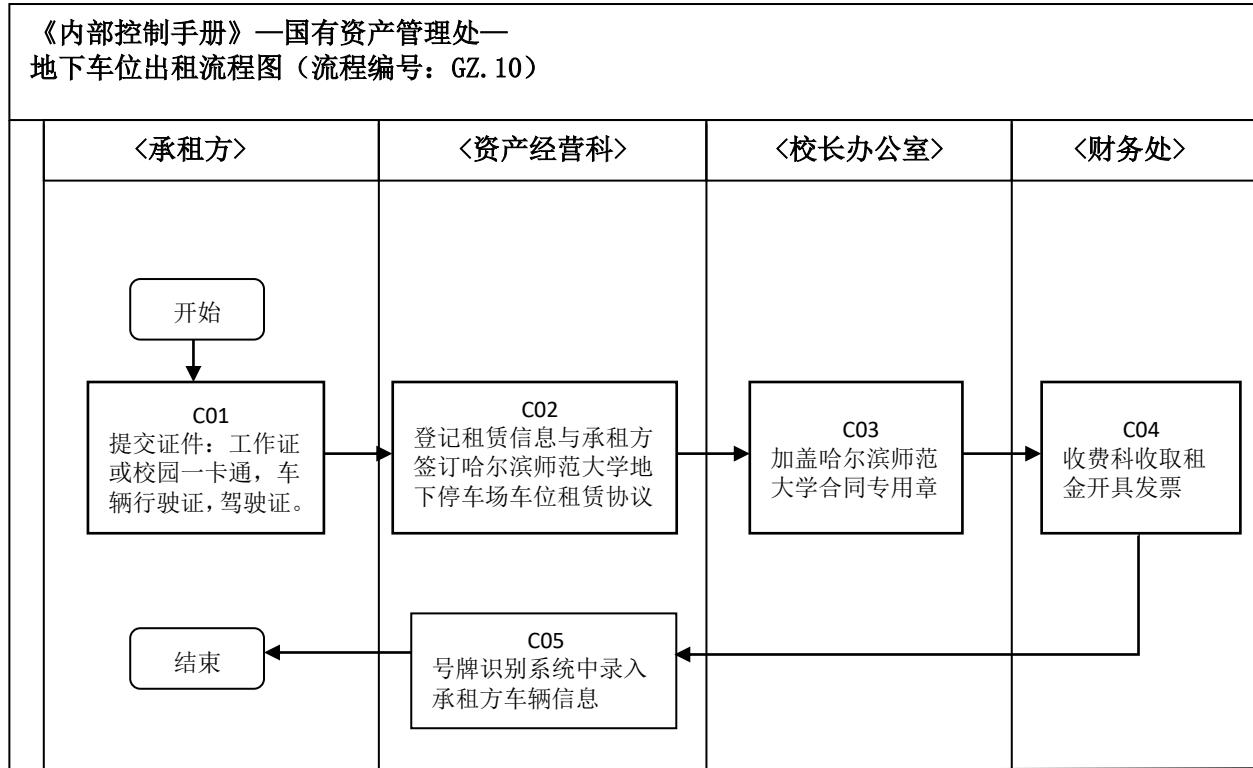 《内部控制手册》—国有资产管理处—
地下车位出租流程图（流程编号：GZ.10）
<承租方>
<资产经营科>
<校长办公室>
<财务处>
开始
C01
提交证件：工作证
或校园一卡通，车
辆行驶证,驾驶证。
C02
登记租赁信息与承租方
签订哈尔滨师范大学地
下停车场车位租赁协议
C03
加盖哈尔滨师范
大学合同专用章
C04
收费科收取租
金开具发票
结束
C05
号牌识别系统中录入
承租方车辆信息